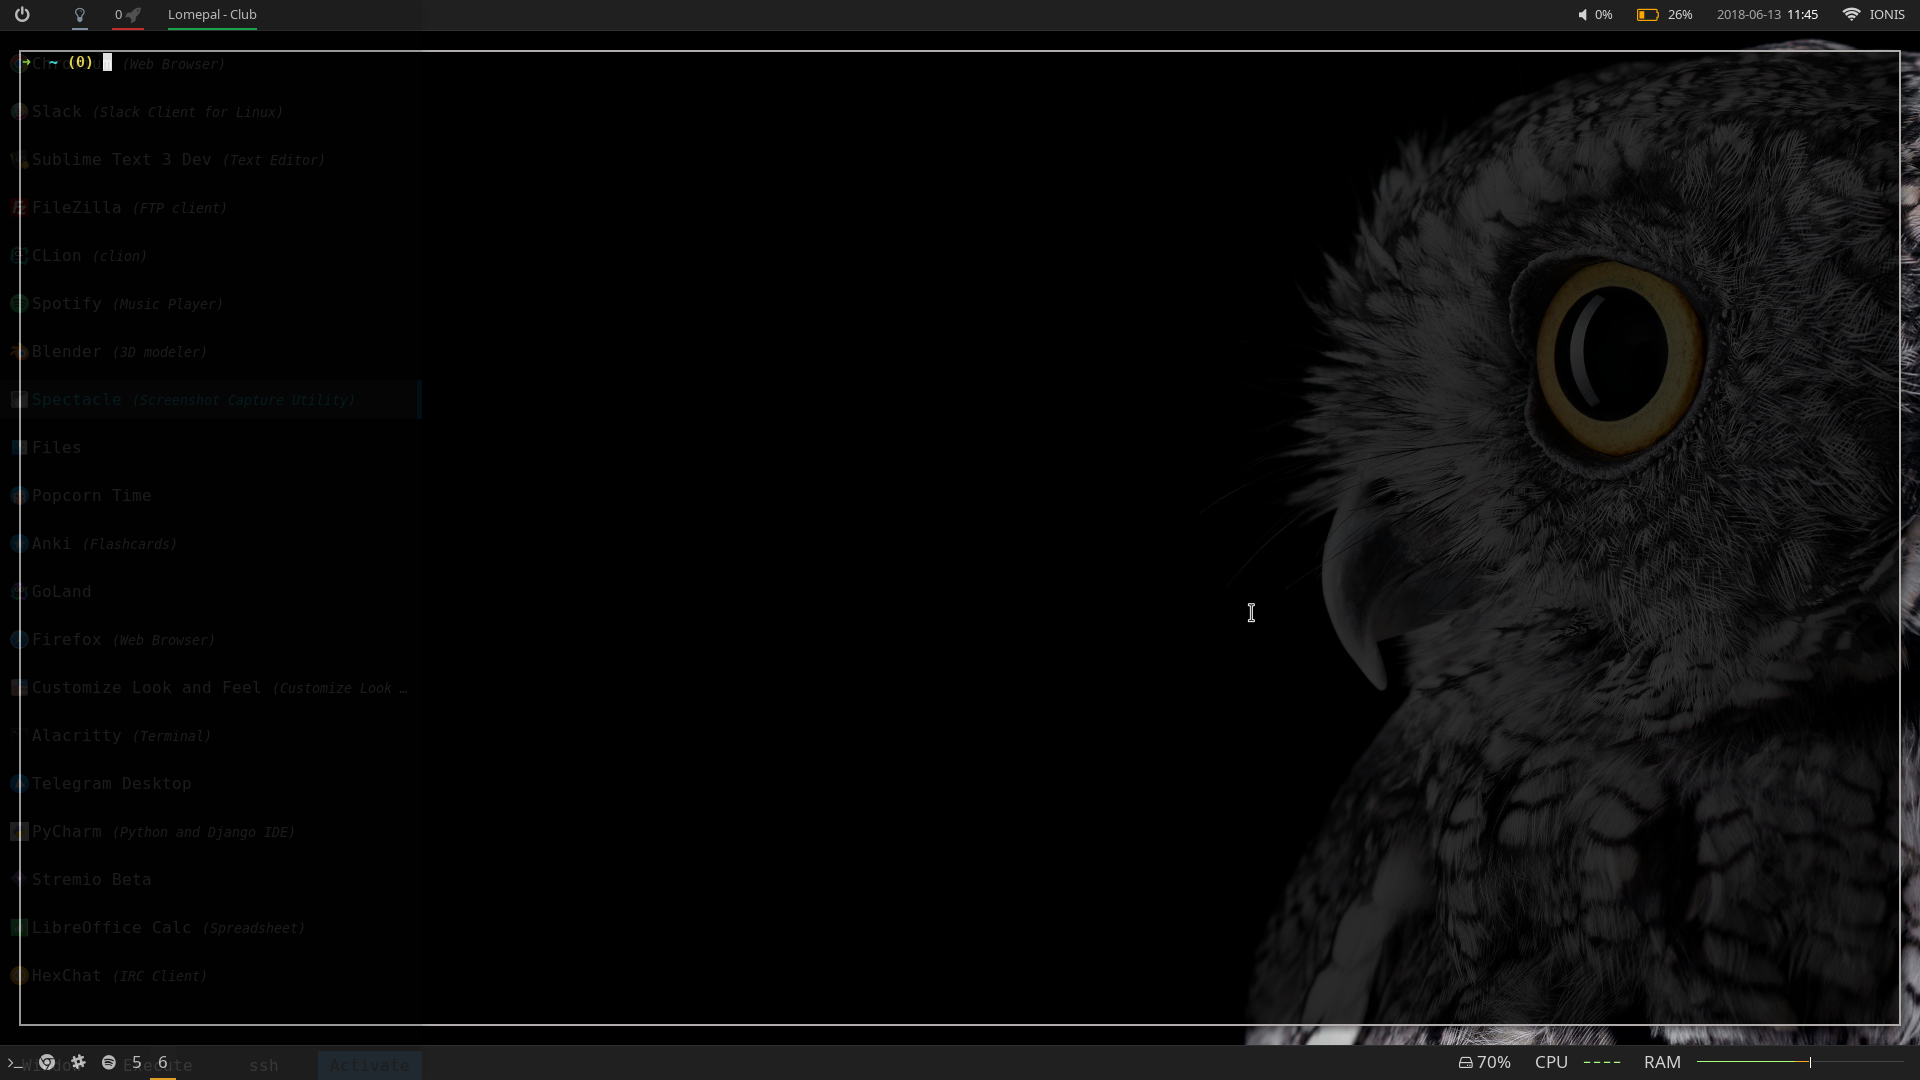 0 Lomepal - Club 0% 26% 2018-06-13 11:45 IONIS
→ ~ (0)
(Web Browser)
Slack (Slack Client for Linux)
Sublime Text 3 Dev (Text Editor)
FileZilla (FTP client)
CLion (clion)
Spotify (Music Player)
Blender (3D modeler)
Spectacle (Screenshot Capture Utility)
Files
Popcorn Time
Anki (Flashcards)
GoLand
Firefox (Web Browser)
Customize Look and Feel (Customize Look …
Alacritty (Terminal)
Telegram Desktop
PyCharm (Python and Django IDE)
Stremio Beta
LibreOffice Calc (Spreadsheet)
HexChat (IRC Client)
>_ 5 6 ssh Activate 70% CPU ---- RAM